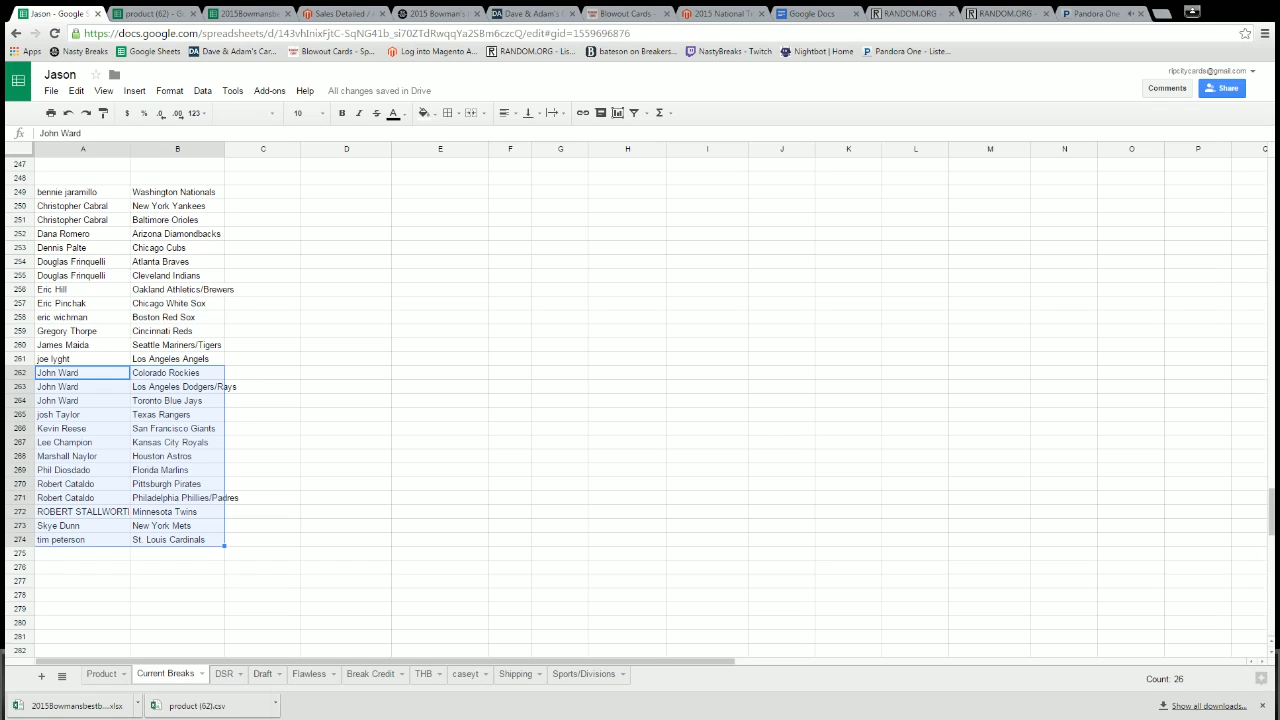 Jason - Google S
product (62) - G
2015Bowmansbest
Sales Detailed /
2015 Bowman's
Dave & Adam's C
Blowout Cards -
2015 National Tr
Google Docs
RANDOM.ORG -
RANDOM.ORG -
Pandora One
https://docs.google.com/spreadsheets/d/143vhInixFjtC-SqNG41b_si70ZTdRwqqYa2SBm6czcQ/edit#gid=1559696876
Apps
Nasty Breaks
Google Sheets
Dave & Adam's Car...
Blowout Cards - Sp...
Log into Magento A...
RANDOM.ORG - Li...
bateson on Breakers...
NastyBreaks - Twitch
Nightbot | Home
Pandora One - Liste...
Jason
ripcitycards@gmail.com
File Edit View Insert Format Data Tools Add-ons Help All changes saved in Drive
Comments
Share
$ % .0 .00 123 10 B I S A Σ
fx John Ward
A B C D E F G H I J K L M N O P
247
248
249 bennie jaramillo Washington Nationals
250 Christopher Cabral New York Yankees
251 Christopher Cabral Baltimore Orioles
252 Dana Romero Arizona Diamondbacks
253 Dennis Palte Chicago Cubs
254 Douglas Frinquelli Atlanta Braves
255 Douglas Frinquelli Cleveland Indians
256 Eric Hill Oakland Athletics/Brewers
257 Eric Pinchak Chicago White Sox
258 eric wichman Boston Red Sox
259 Gregory Thorpe Cincinnati Reds
260 James Maida Seattle Mariners/Tigers
261 joe lyght Los Angeles Angels
262 John Ward Colorado Rockies
263 John Ward Los Angeles Dodgers/Rays
264 John Ward Toronto Blue Jays
265 josh Taylor Texas Rangers
266 Kevin Reese San Francisco Giants
267 Lee Champion Kansas City Royals
268 Marshall Naylor Houston Astros
269 Phil Diosdado Florida Marlins
270 Robert Cataldo Pittsburgh Pirates
271 Robert Cataldo Philadelphia Phillies/Padres
272 ROBERT STALLWORT Minnesota Twins
273 Skye Dunn New York Mets
274 tim peterson St. Louis Cardinals
275
276
277
278
279
280
281
282
Product Current Breaks DSR Draft Flawless Break Credit THB caseyt Shipping Sports/Divisions
Count: 26
2015Bowmansbestb....xlsx
product (62).csv
Show all downloads...